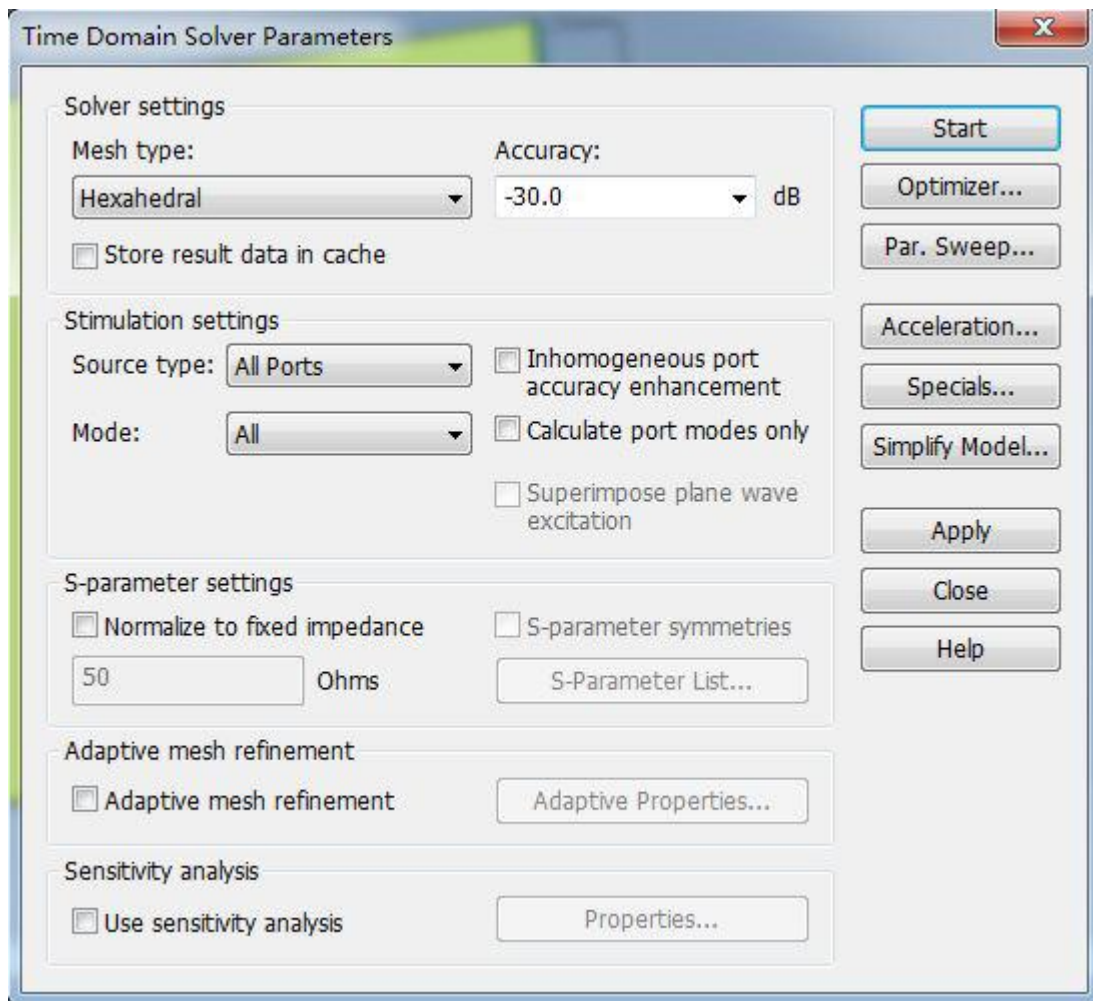 Time Domain Solver Parameters
Solver settings
Mesh type:
Accuracy:
Hexahedral
-30.0
dB
Store result data in cache
Stimulation settings
Source type:
All Ports
Inhomogeneous port
accuracy enhancement
Mode:
All
Calculate port modes only
Superimpose plane wave
excitation
S-parameter settings
Normalize to fixed impedance
S-parameter symmetries
50
Ohms
S-Parameter List...
Adaptive mesh refinement
Adaptive mesh refinement
Adaptive Properties...
Sensitivity analysis
Use sensitivity analysis
Properties...
Start
Optimizer...
Par. Sweep...
Acceleration...
Specials...
Simplify Model...
Apply
Close
Help